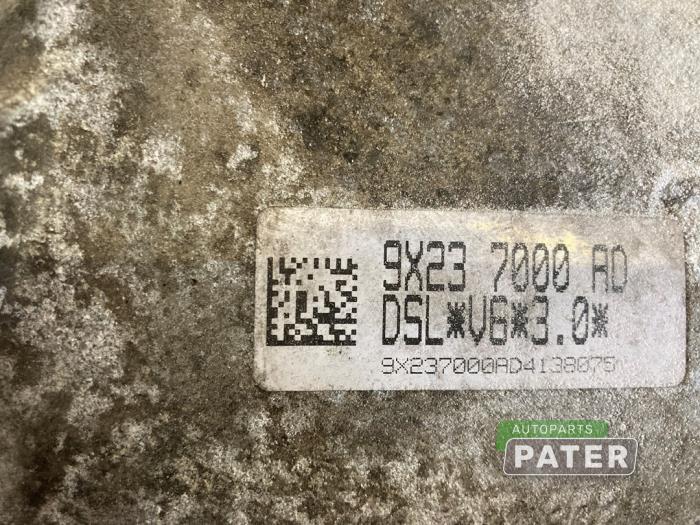 9X23 7000 AD
DSL*V6*3.0*
9X237000AD4138075
AUTOPARTS
PATER